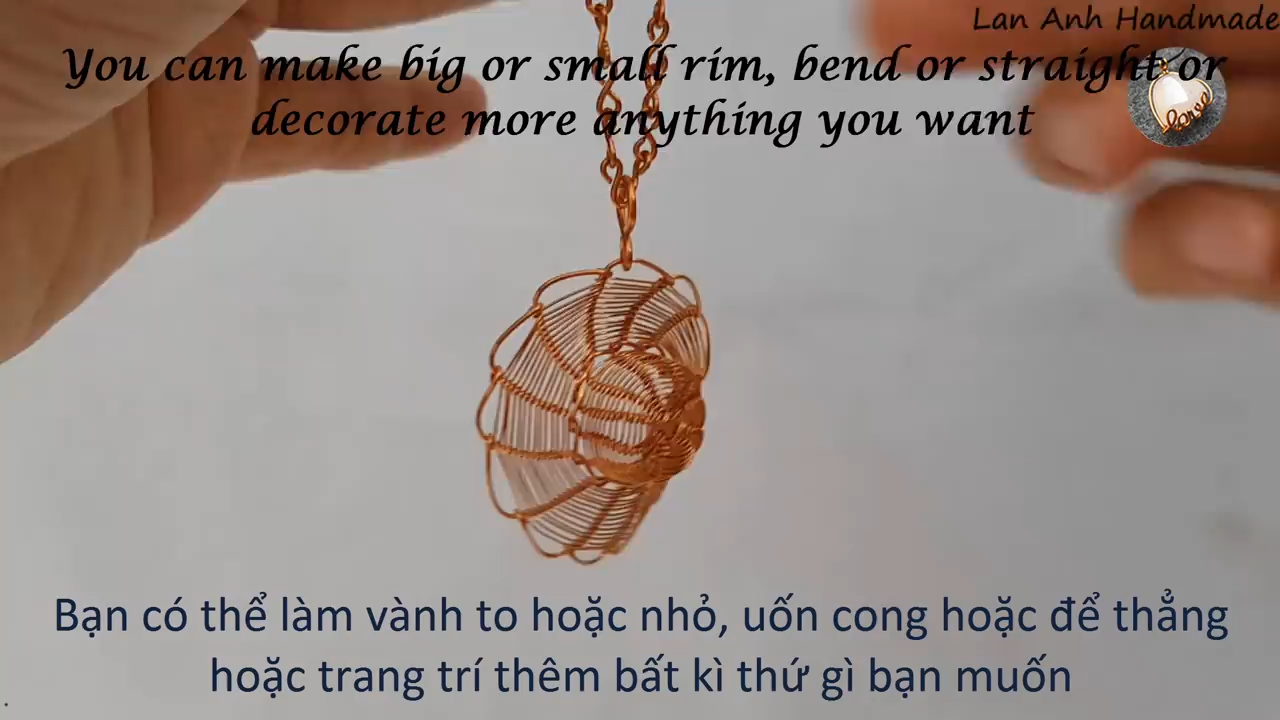 Lan Anh Handmade
You can make big or small rim, bend or straight or
decorate more anything you want
love
Bạn có thể làm vành to hoặc nhỏ, uốn cong hoặc để thẳng
hoặc trang trí thêm bất kì thứ gì bạn muốn